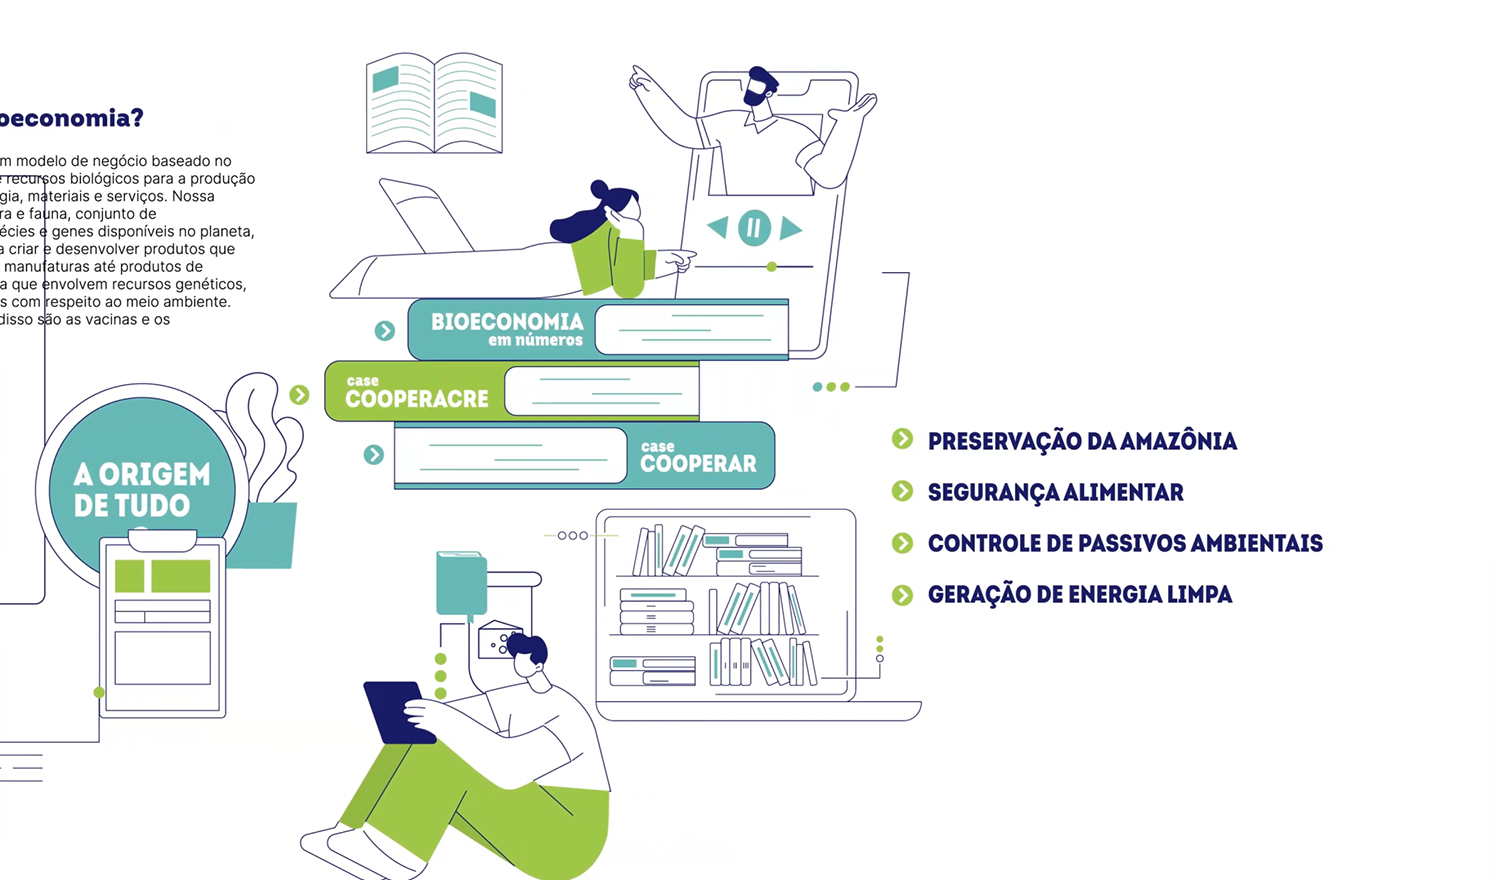 oeconomia?
m modelo de negócio baseado no
e recursos biológicos para a produção
gia, materiais e serviços. Nossa
ra e fauna, conjunto de
écies e genes disponíveis no planeta,
a criar e desenvolver produtos que
manufaturas até produtos de
a que envolvem recursos genéticos,
s com respeito ao meio ambiente.
disso são as vacinas e os
A ORIGEM
DE TUDO
BIOECONOMIA
em números
case
COOPERACRE
case
COOPERAR
PRESERVAÇÃO DA AMAZÔNIA
SEGURANÇA ALIMENTAR
CONTROLE DE PASSIVOS AMBIENTAIS
GERAÇÃO DE ENERGIA LIMPA